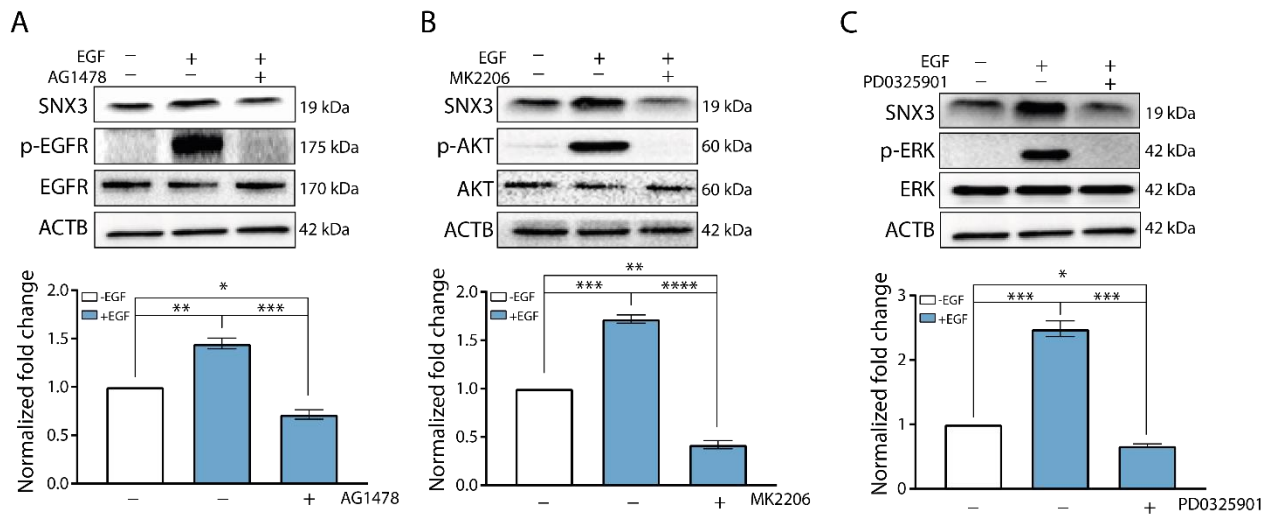 A
EGF − + +
AG1478 − − +
SNX3 19 kDa
p-EGFR 175 kDa
EGFR 170 kDa
ACTB 42 kDa
Normalized fold change
2.0
1.5
1.0
0.5
0.0
-EGF
+EGF
*
** ***
− − + AG1478
B
EGF − + +
MK2206 − − +
SNX3 19 kDa
p-AKT 60 kDa
AKT 60 kDa
ACTB 42 kDa
Normalized fold change
2.0
1.5
1.0
0.5
0.0
-EGF
+EGF
**
*** ****
− − + MK2206
C
EGF − + +
PD0325901 − − +
SNX3 19 kDa
p-ERK 42 kDa
ERK 42 kDa
ACTB 42 kDa
Normalized fold change
3
2
1
0
-EGF
+EGF
*
*** ***
− − + PD0325901